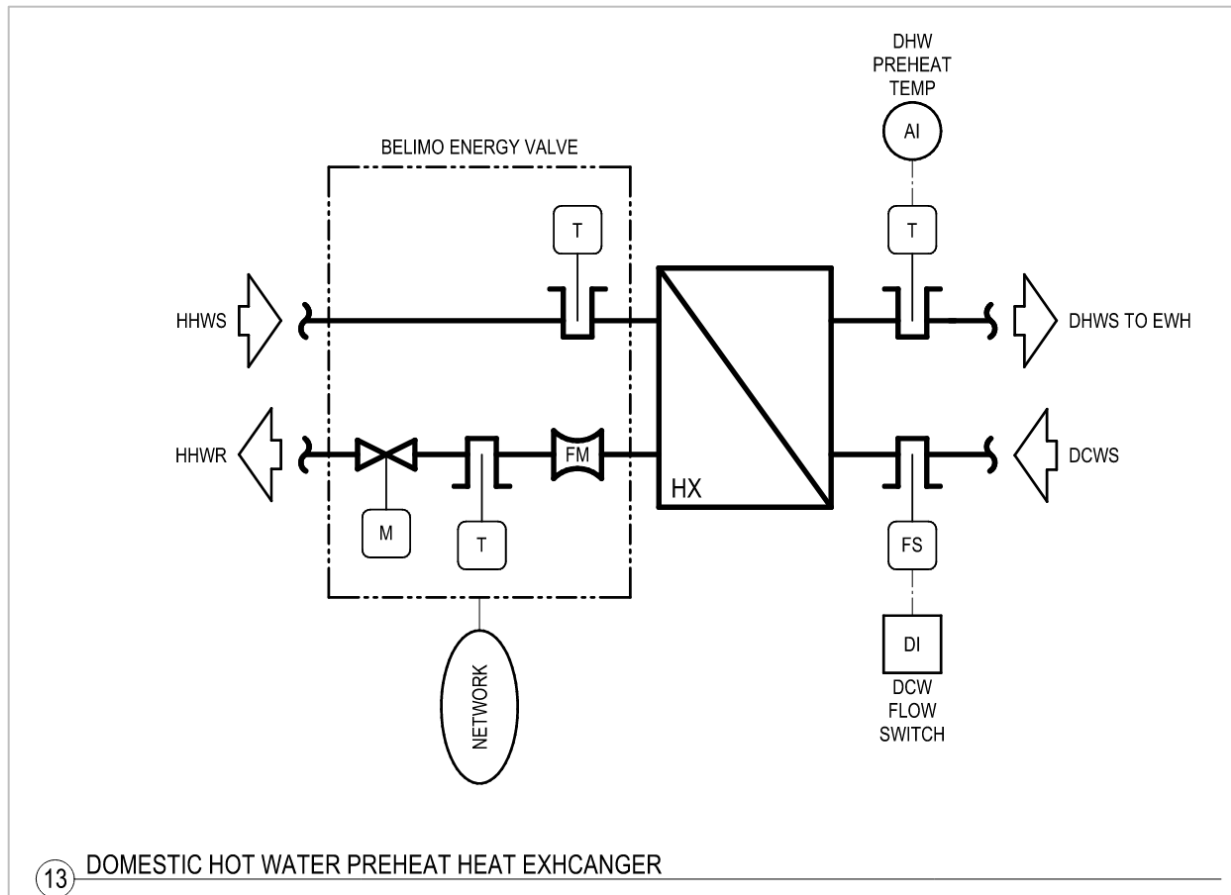 DHW
PREHEAT
TEMP
AI
BELIMO ENERGY VALVE
T
T
HHWS
DHWS TO EWH
HHWR
FM
DCWS
HX
M
T
FS
DI
NETWORK
DCW
FLOW
SWITCH
13 DOMESTIC HOT WATER PREHEAT HEAT EXHCANGER